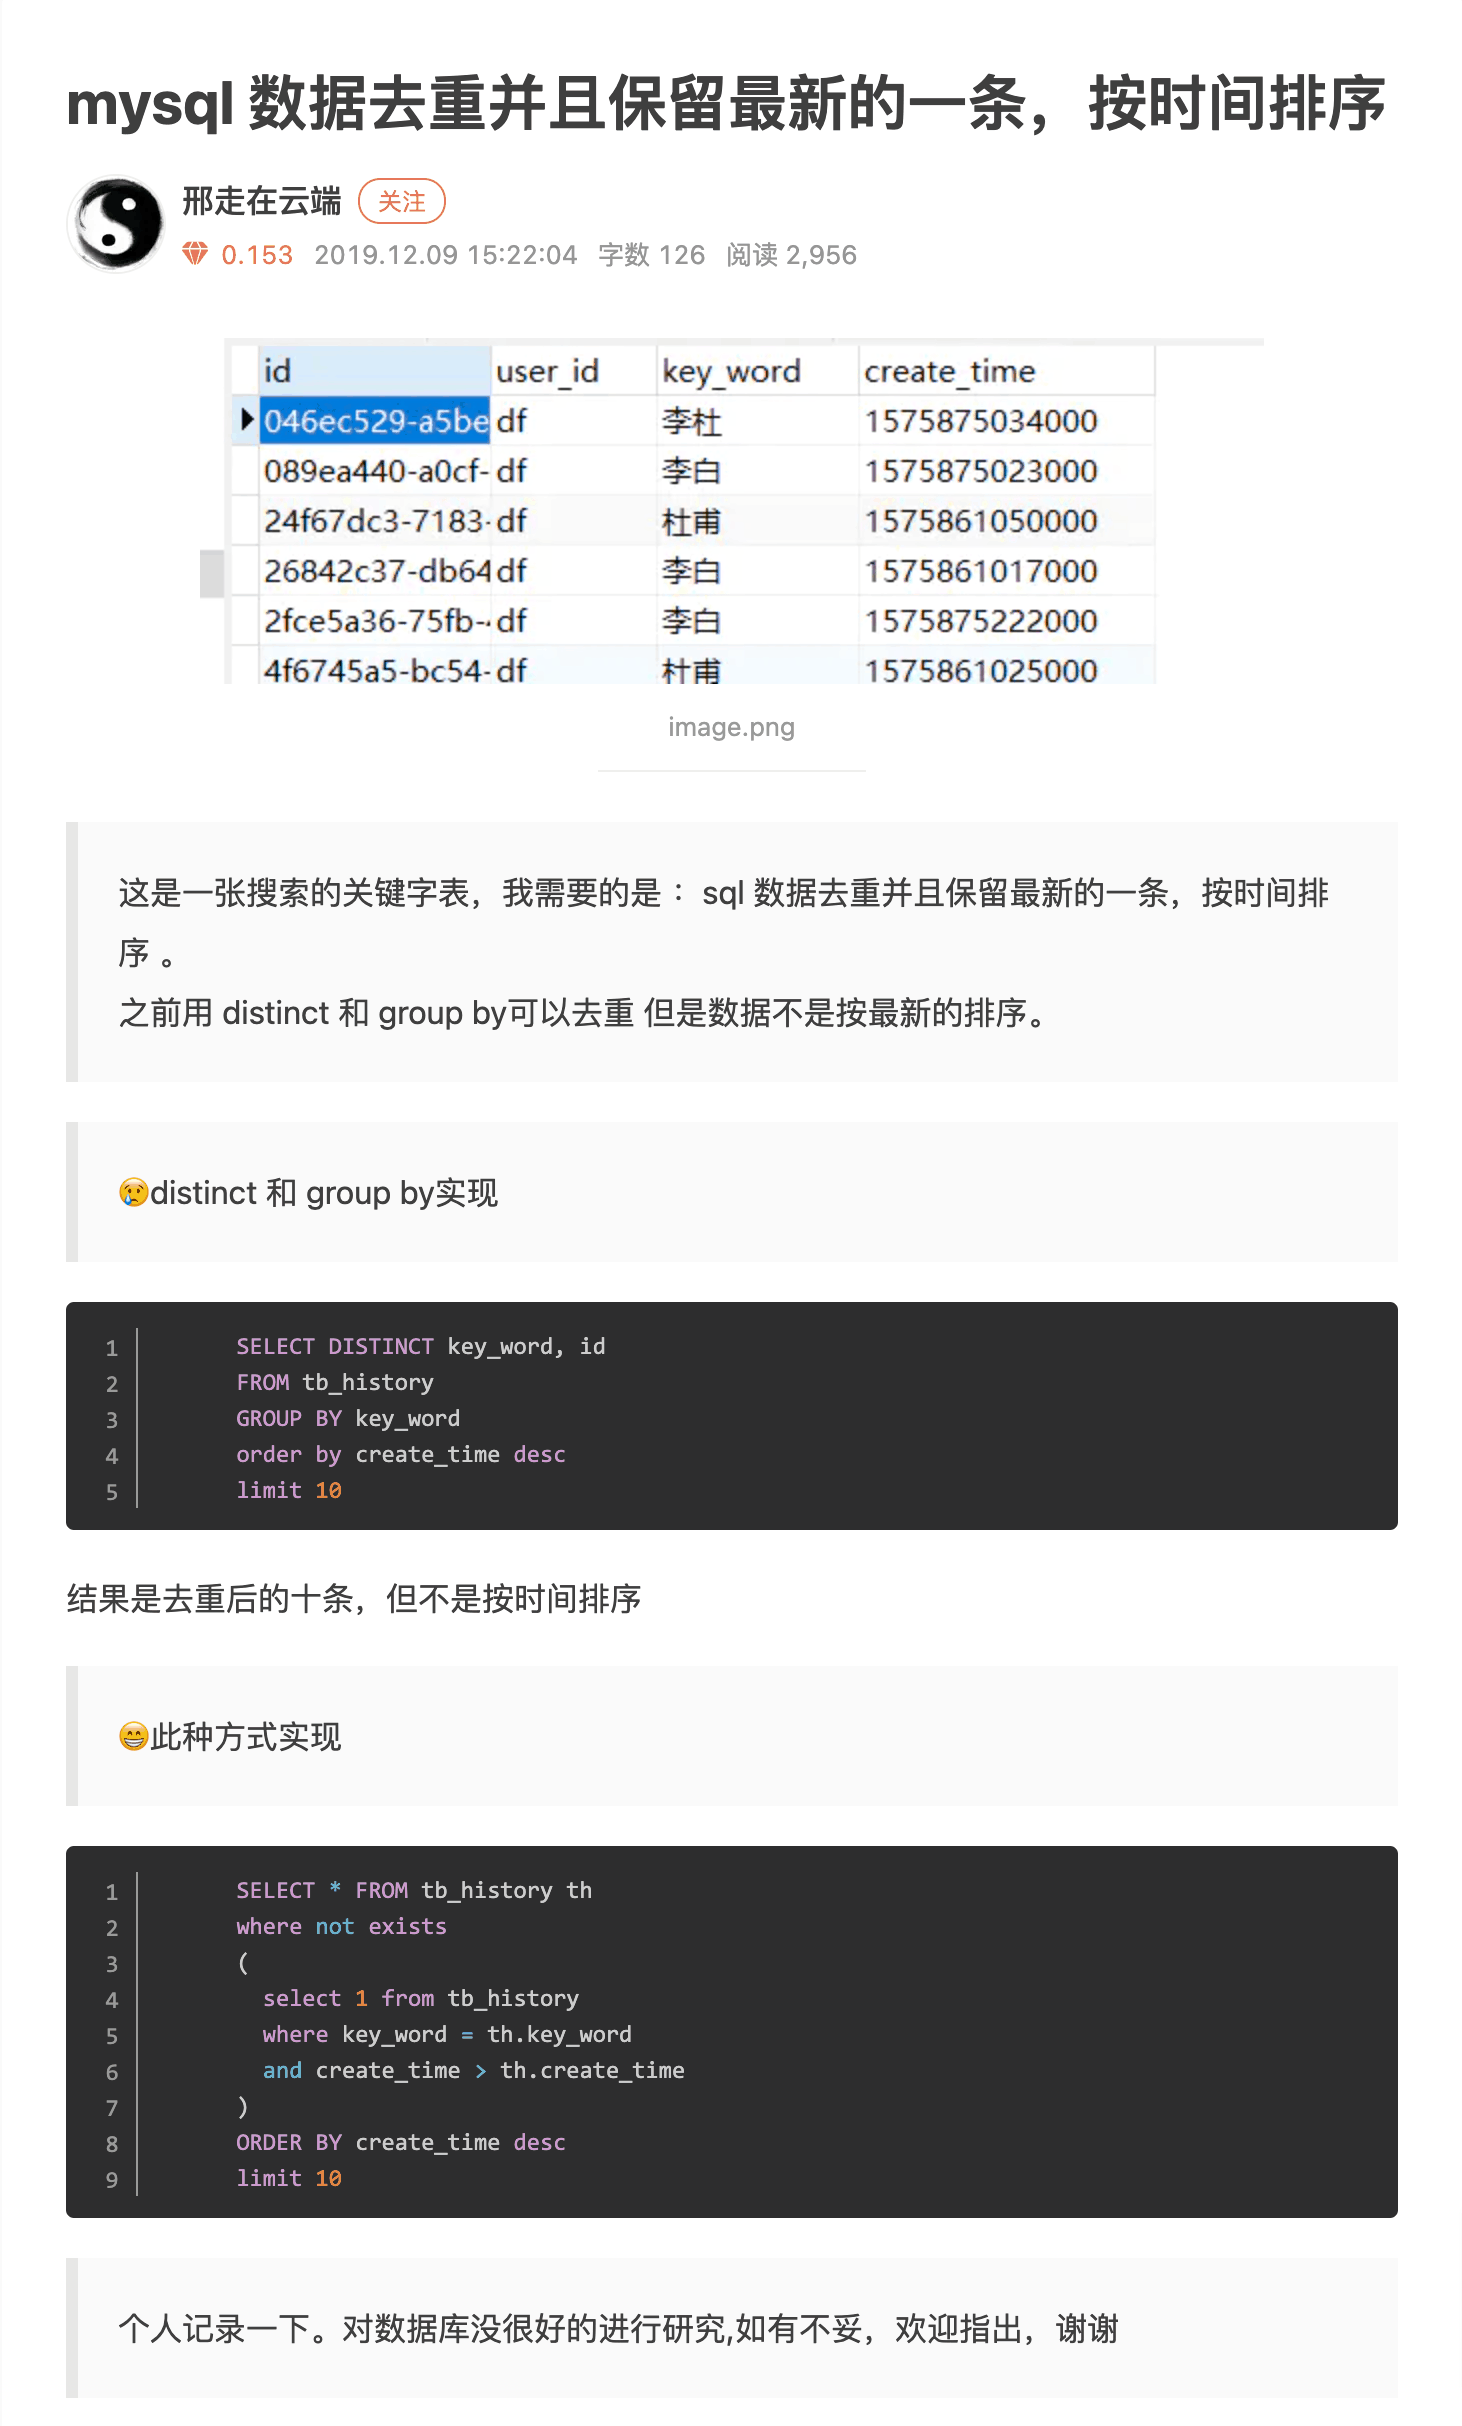 mysql 数据去重并且保留最新的一条，按时间排序
邢走在云端 关注
0.153 2019.12.09 15:22:04 字数 126 阅读 2,956
id user_id key_word create_time
046ec529-a5be df 李杜 1575875034000
089ea440-a0cf- df 李白 1575875023000
24f67dc3-7183- df 杜甫 1575861050000
26842c37-db64 df 李白 1575861017000
2fce5a36-75fb- df 李白 1575875222000
4f6745a5-bc54- df 杜甫 1575861025000
image.png
这是一张搜索的关键字表，我需要的是 ：sql 数据去重并且保留最新的一条，按时间排
序 。
之前用 distinct 和 group by可以去重 但是数据不是按最新的排序。
😢distinct 和 group by实现
1 SELECT DISTINCT key_word, id
2 FROM tb_history
3 GROUP BY key_word
4 order by create_time desc
5 limit 10
结果是去重后的十条，但不是按时间排序
😁此种方式实现
1 SELECT * FROM tb_history th
2 where not exists
3 (
4 select 1 from tb_history
5 where key_word = th.key_word
6 and create_time > th.create_time
7 )
8 ORDER BY create_time desc
9 limit 10
个人记录一下。对数据库没很好的进行研究,如有不妥，欢迎指出，谢谢